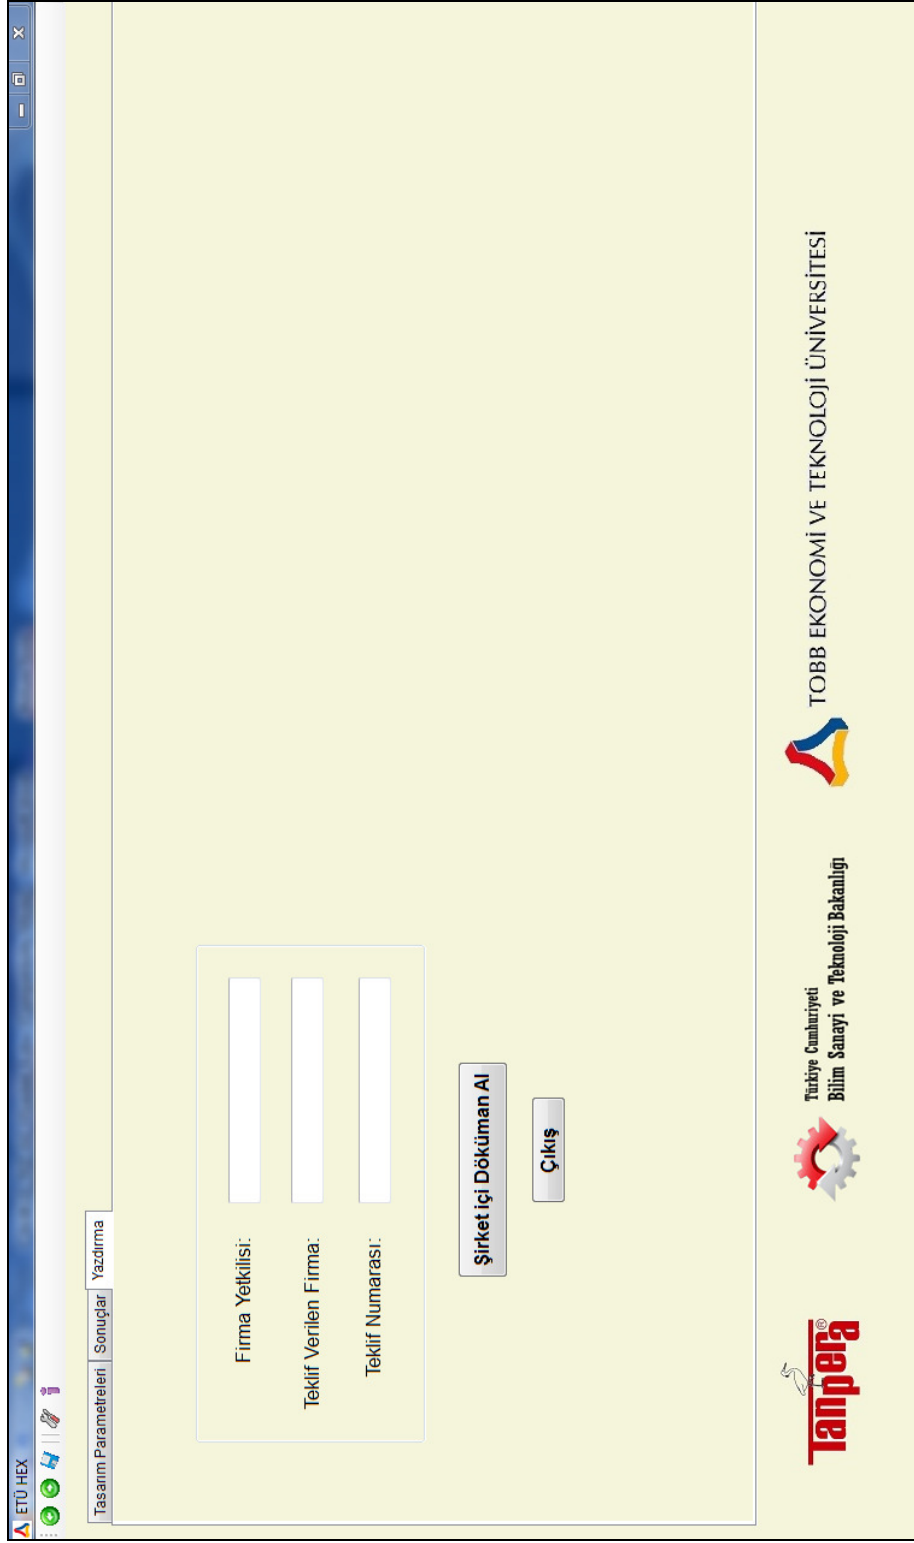 ETÜ HEX
Tasarım Parametreleri
Sonuçlar
Yazdırma
Firma Yetkilisi:
Teklif Verilen Firma:
Teklif Numarası:
Şirket içi Döküman Al
Çıkış
Tanpera®
Türkiye Cumhuriyeti
Bilim Sanayi ve Teknoloji Bakanlığı
TOBB EKONOMİ VE TEKNOLOJİ ÜNİVERSİTESİ